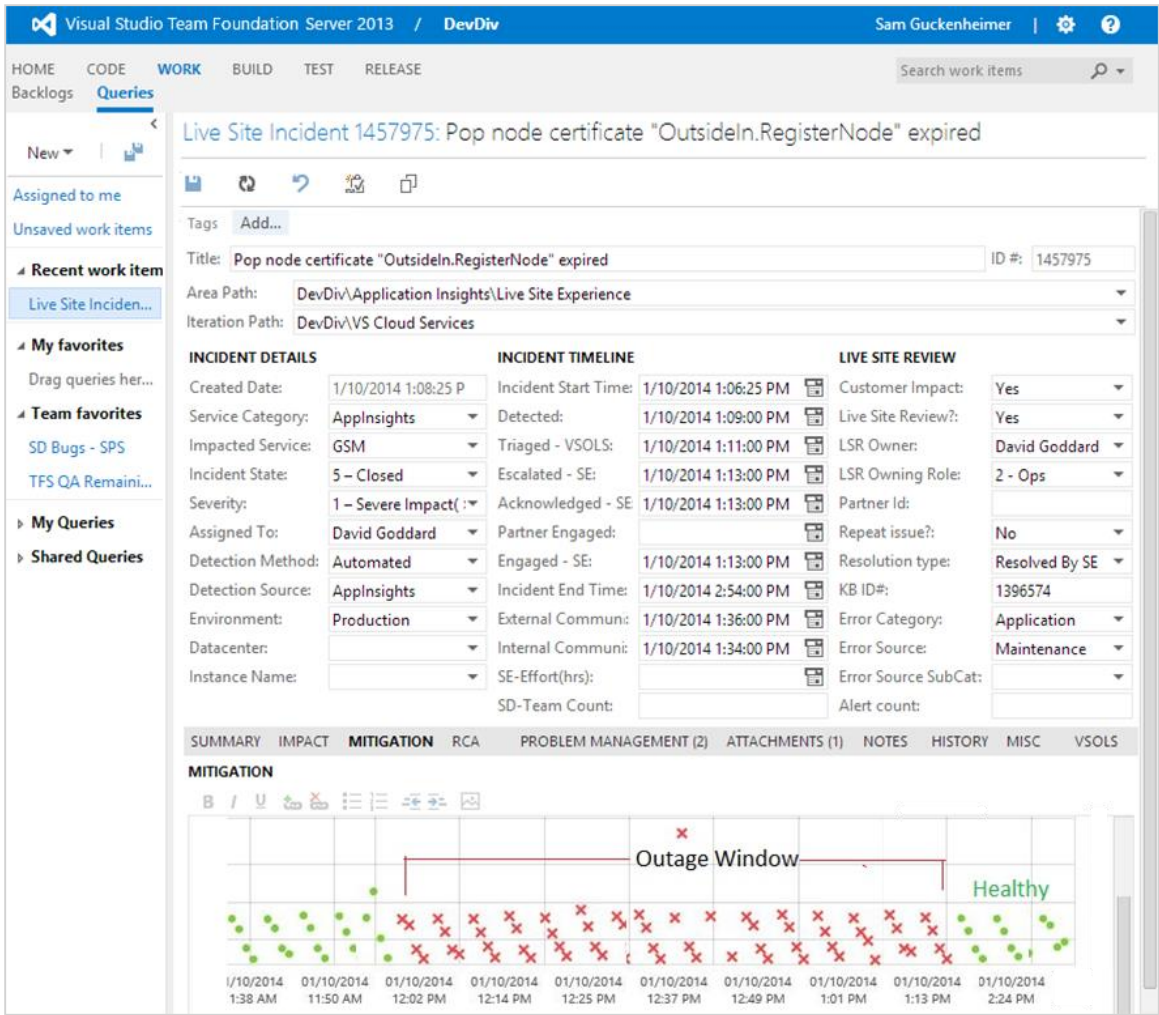 Visual Studio Team Foundation Server 2013 / DevDiv
Sam Guckenheimer | ?
HOME CODE WORK BUILD TEST RELEASE
Search work items
Backlogs Queries
Live Site Incident 1457975: Pop node certificate "OutsideIn.RegisterNode" expired
New
Assigned to me
Unsaved work items
Recent work item
Live Site Inciden...
My favorites
Drag queries her...
Team favorites
SD Bugs - SPS
TFS QA Remaini...
My Queries
Shared Queries
Tags Add...
Title: Pop node certificate "OutsideIn.RegisterNode" expired ID #: 1457975
Area Path: DevDiv\Application Insights\Live Site Experience
Iteration Path: DevDiv\VS Cloud Services
INCIDENT DETAILS
Created Date: 1/10/2014 1:08:25 P
Service Category: AppInsights
Impacted Service: GSM
Incident State: 5 – Closed
Severity: 1 – Severe Impact( :
Assigned To: David Goddard
Detection Method: Automated
Detection Source: AppInsights
Environment: Production
Datacenter:
Instance Name:
INCIDENT TIMELINE
Incident Start Time: 1/10/2014 1:06:25 PM
Detected: 1/10/2014 1:09:00 PM
Triaged - VSOLS: 1/10/2014 1:11:00 PM
Escalated - SE: 1/10/2014 1:13:00 PM
Acknowledged - SE 1/10/2014 1:13:00 PM
Partner Engaged:
Engaged - SE: 1/10/2014 1:13:00 PM
Incident End Time: 1/10/2014 2:54:00 PM
External Communi: 1/10/2014 1:36:00 PM
Internal Communi: 1/10/2014 1:34:00 PM
SE-Effort(hrs):
SD-Team Count:
LIVE SITE REVIEW
Customer Impact: Yes
Live Site Review?: Yes
LSR Owner: David Goddard
LSR Owning Role: 2 - Ops
Partner Id:
Repeat issue?: No
Resolution type: Resolved By SE
KB ID#: 1396574
Error Category: Application
Error Source: Maintenance
Error Source SubCat:
Alert count:
SUMMARY IMPACT MITIGATION RCA PROBLEM MANAGEMENT (2) ATTACHMENTS (1) NOTES HISTORY MISC VSOLS
MITIGATION
B I U
Outage Window
Healthy
/10/2014 01/10/2014 01/10/2014 01/10/2014 01/10/2014 01/10/2014 01/10/2014 01/10/2014 01/10/2014 01/10/2014
1:38 AM 11:50 AM 12:02 PM 12:14 PM 12:25 PM 12:37 PM 12:49 PM 1:01 PM 1:13 PM 2:24 PM